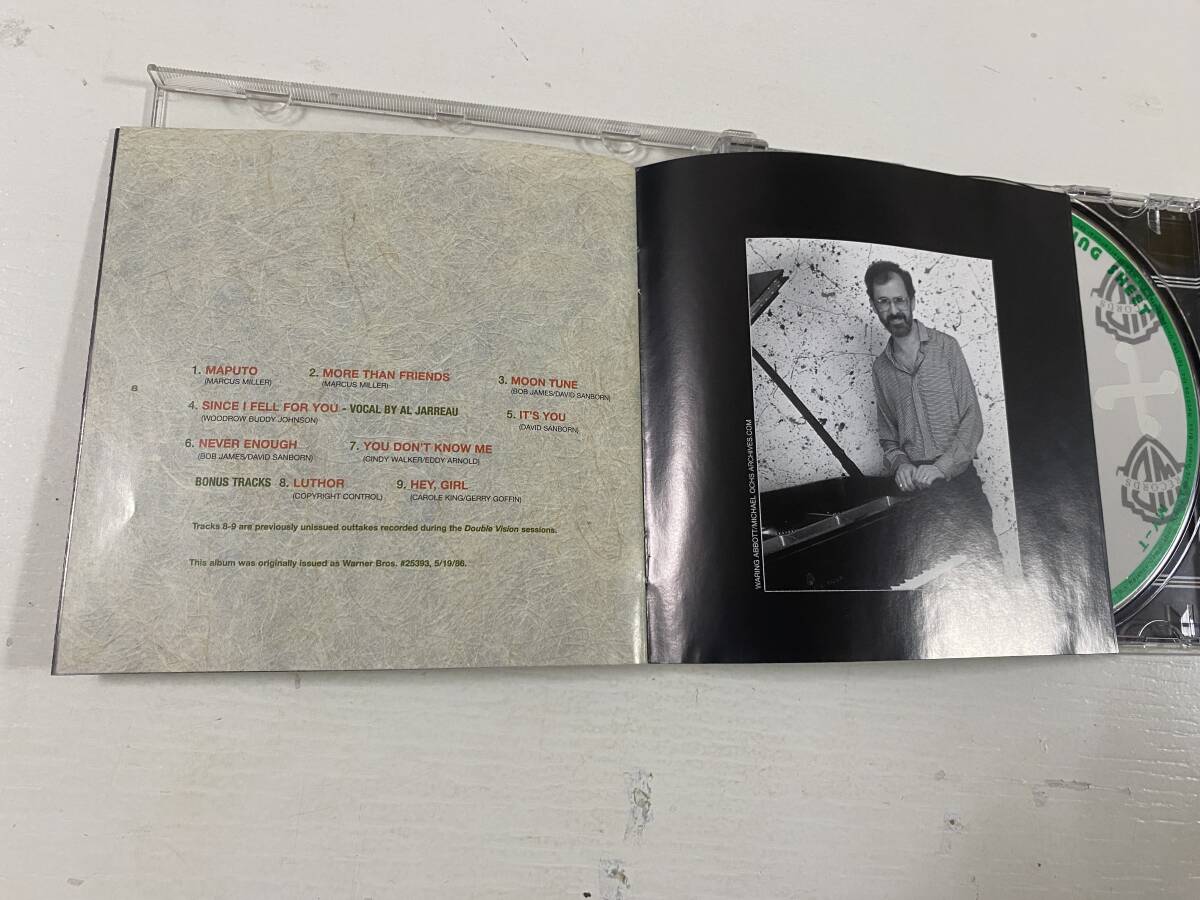 1. MAPUTO 2. MORE THAN FRIENDS 3. MOON TUNE
(MARCUS MILLER) (MARCUS MILLER) (BOB JAMES/DAVID SANBORN)
8
4. SINCE I FELL FOR YOU - VOCAL BY AL JARREAU 5. IT'S YOU
(WOODROW BUDDY JOHNSON) (DAVID SANBORN)
6. NEVER ENOUGH 7. YOU DON'T KNOW ME
(BOB JAMES/DAVID SANBORN) (CINDY WALKER/EDDY ARNOLD)
BONUS TRACKS 8. LUTHOR 9. HEY, GIRL
(COPYRIGHT CONTROL) (CAROLE KING/GERRY GOFFIN)
Tracks 8-9 are previously unissued outtakes recorded during the Double Vision sessions.
This album was originally issued as Warner Bros. #25393, 5/19/86.
WARING ABBOTT/MICHAEL OCHS ARCHIVES.COM